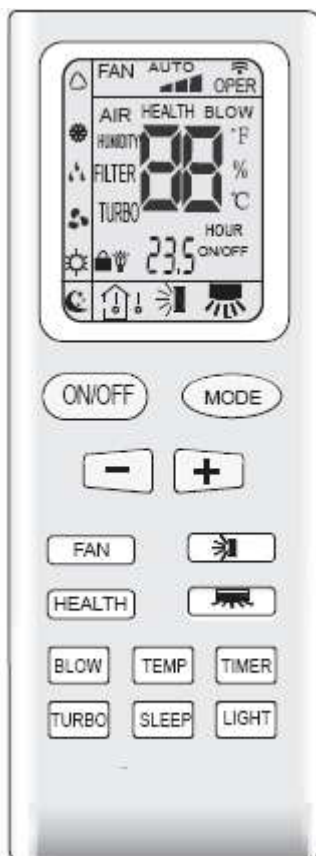 FAN AUTO OPER
AIR HEALTH BLOW
HUMIDITY 88 °F
FILTER %
TURBO °C
HOUR
23.5 ON/OFF
ON/OFF MODE
- +
FAN
HEALTH
BLOW TEMP TIMER
TURBO SLEEP LIGHT